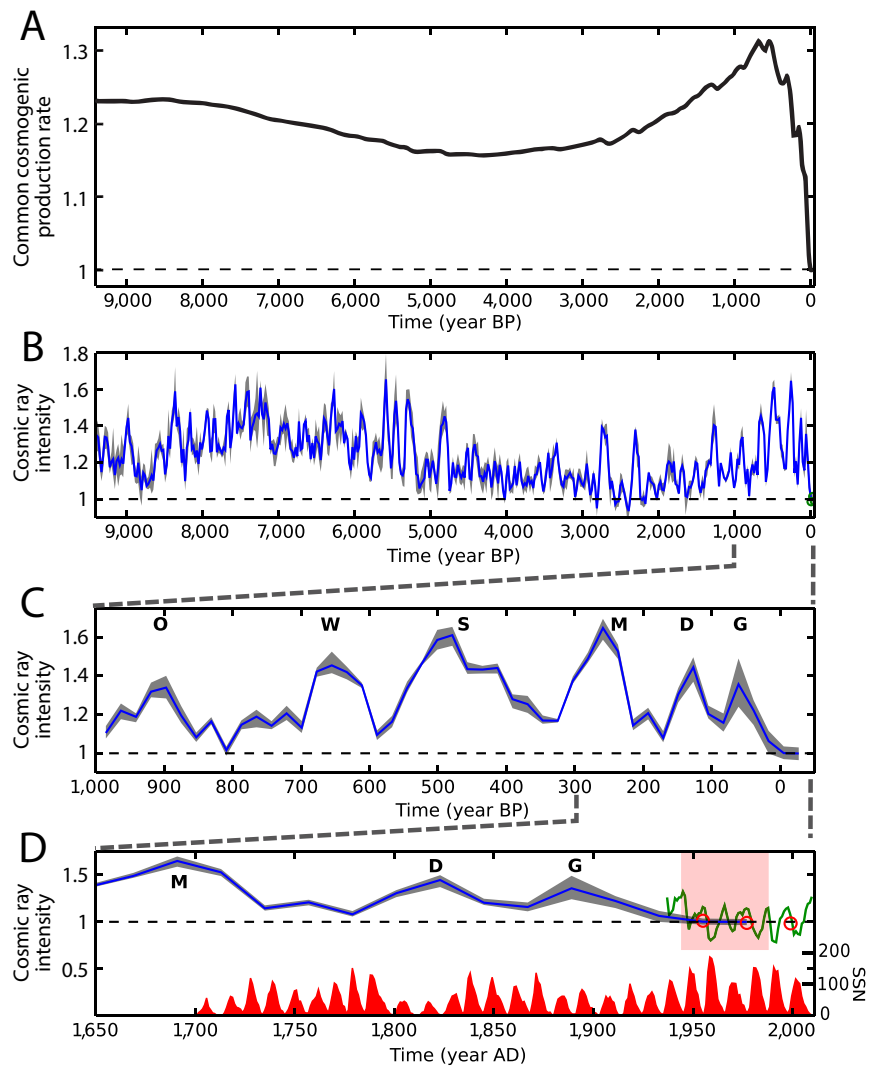 A
Common cosmogenic
production rate
1.3
1.2
1.1
1
9,000 8,000 7,000 6,000 5,000 4,000 3,000 2,000 1,000 0
Time (year BP)
B
Cosmic ray
intensity
1.8
1.6
1.4
1.2
1
9,000 8,000 7,000 6,000 5,000 4,000 3,000 2,000 1,000 0
Time (year BP)
C
Cosmic ray
intensity
O W S M D G
1.6
1.4
1.2
1
1,000 900 800 700 600 500 400 300 200 100 0
Time (year BP)
D
Cosmic ray
intensity
1.5
1
0.5
M D G
200
100
0
SSN
1,650 1,700 1,750 1,800 1,850 1,900 1,950 2,000
Time (year AD)